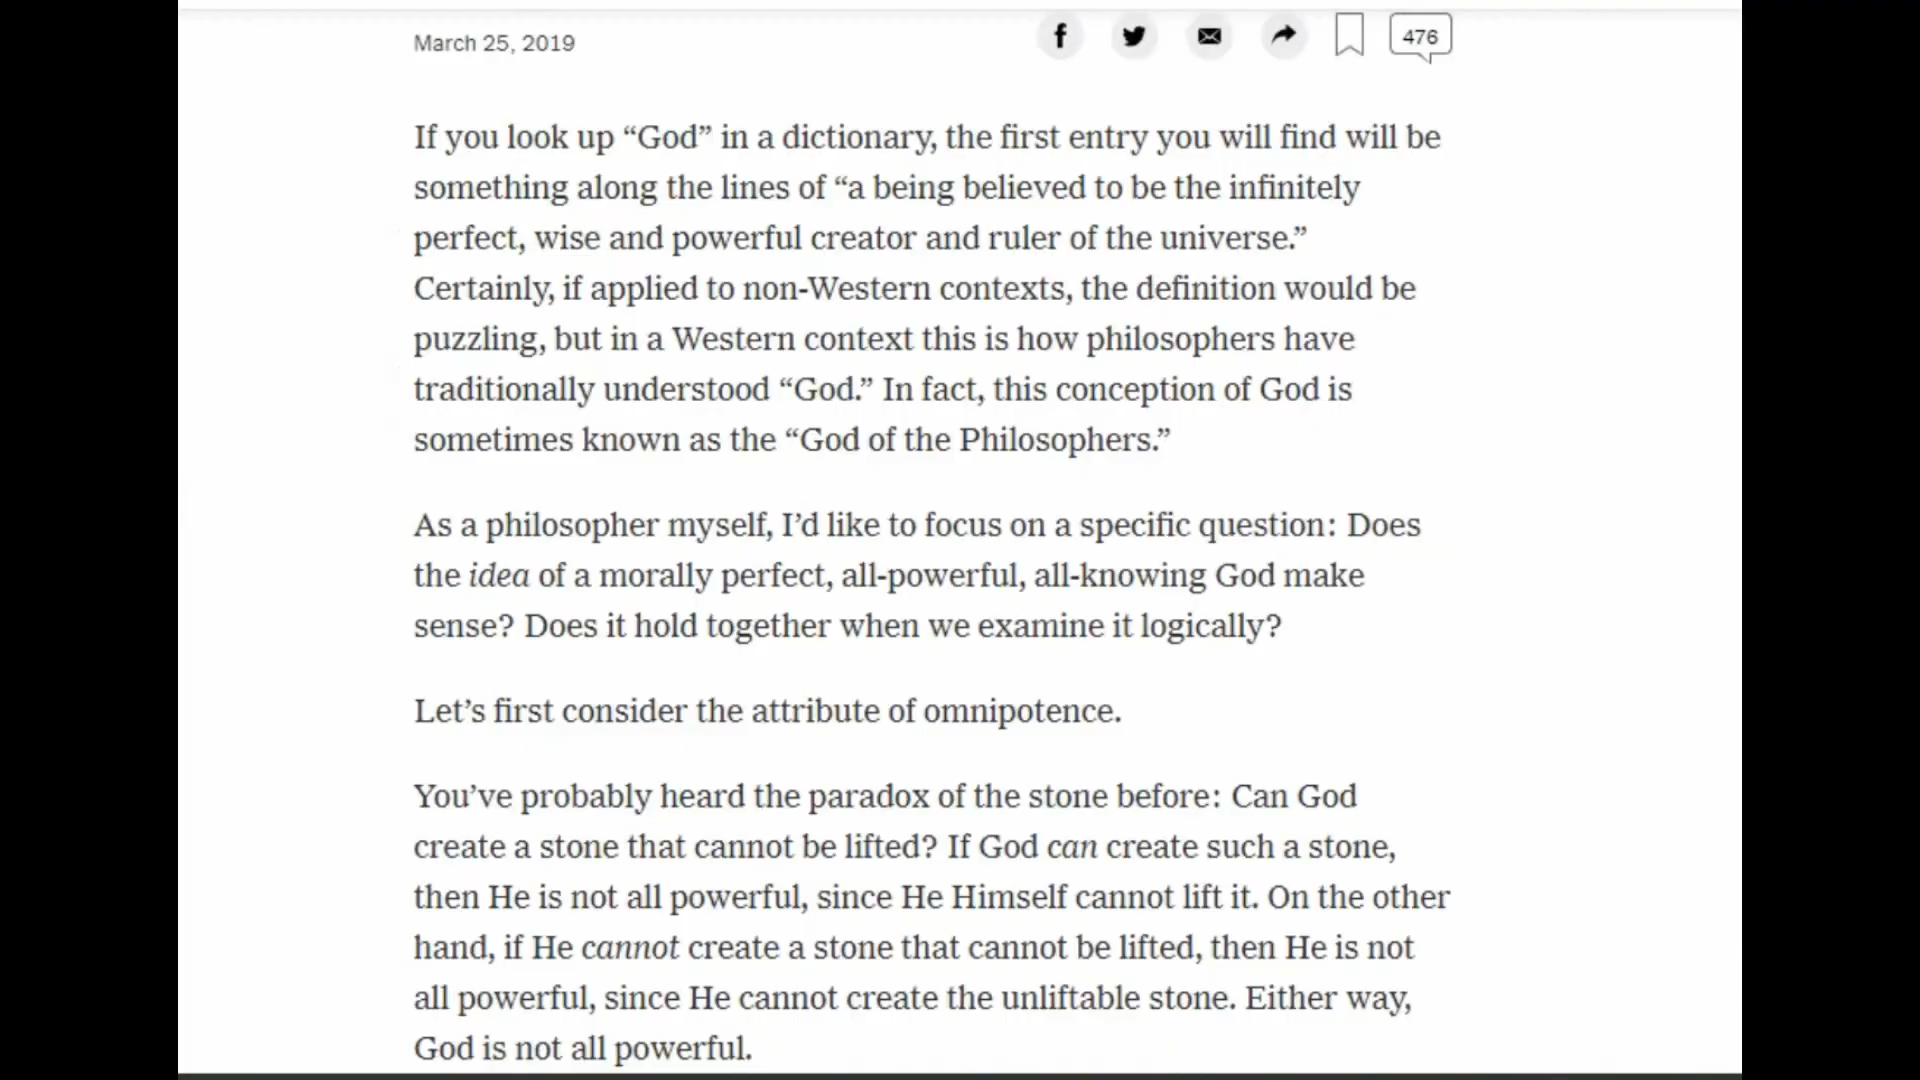 March 25, 2019
476
If you look up “God” in a dictionary, the first entry you will find will be
something along the lines of “a being believed to be the infinitely
perfect, wise and powerful creator and ruler of the universe.”
Certainly, if applied to non-Western contexts, the definition would be
puzzling, but in a Western context this is how philosophers have
traditionally understood “God.” In fact, this conception of God is
sometimes known as the “God of the Philosophers.”
As a philosopher myself, I’d like to focus on a specific question: Does
the idea of a morally perfect, all-powerful, all-knowing God make
sense? Does it hold together when we examine it logically?
Let’s first consider the attribute of omnipotence.
You’ve probably heard the paradox of the stone before: Can God
create a stone that cannot be lifted? If God can create such a stone,
then He is not all powerful, since He Himself cannot lift it. On the other
hand, if He cannot create a stone that cannot be lifted, then He is not
all powerful, since He cannot create the unliftable stone. Either way,
God is not all powerful.